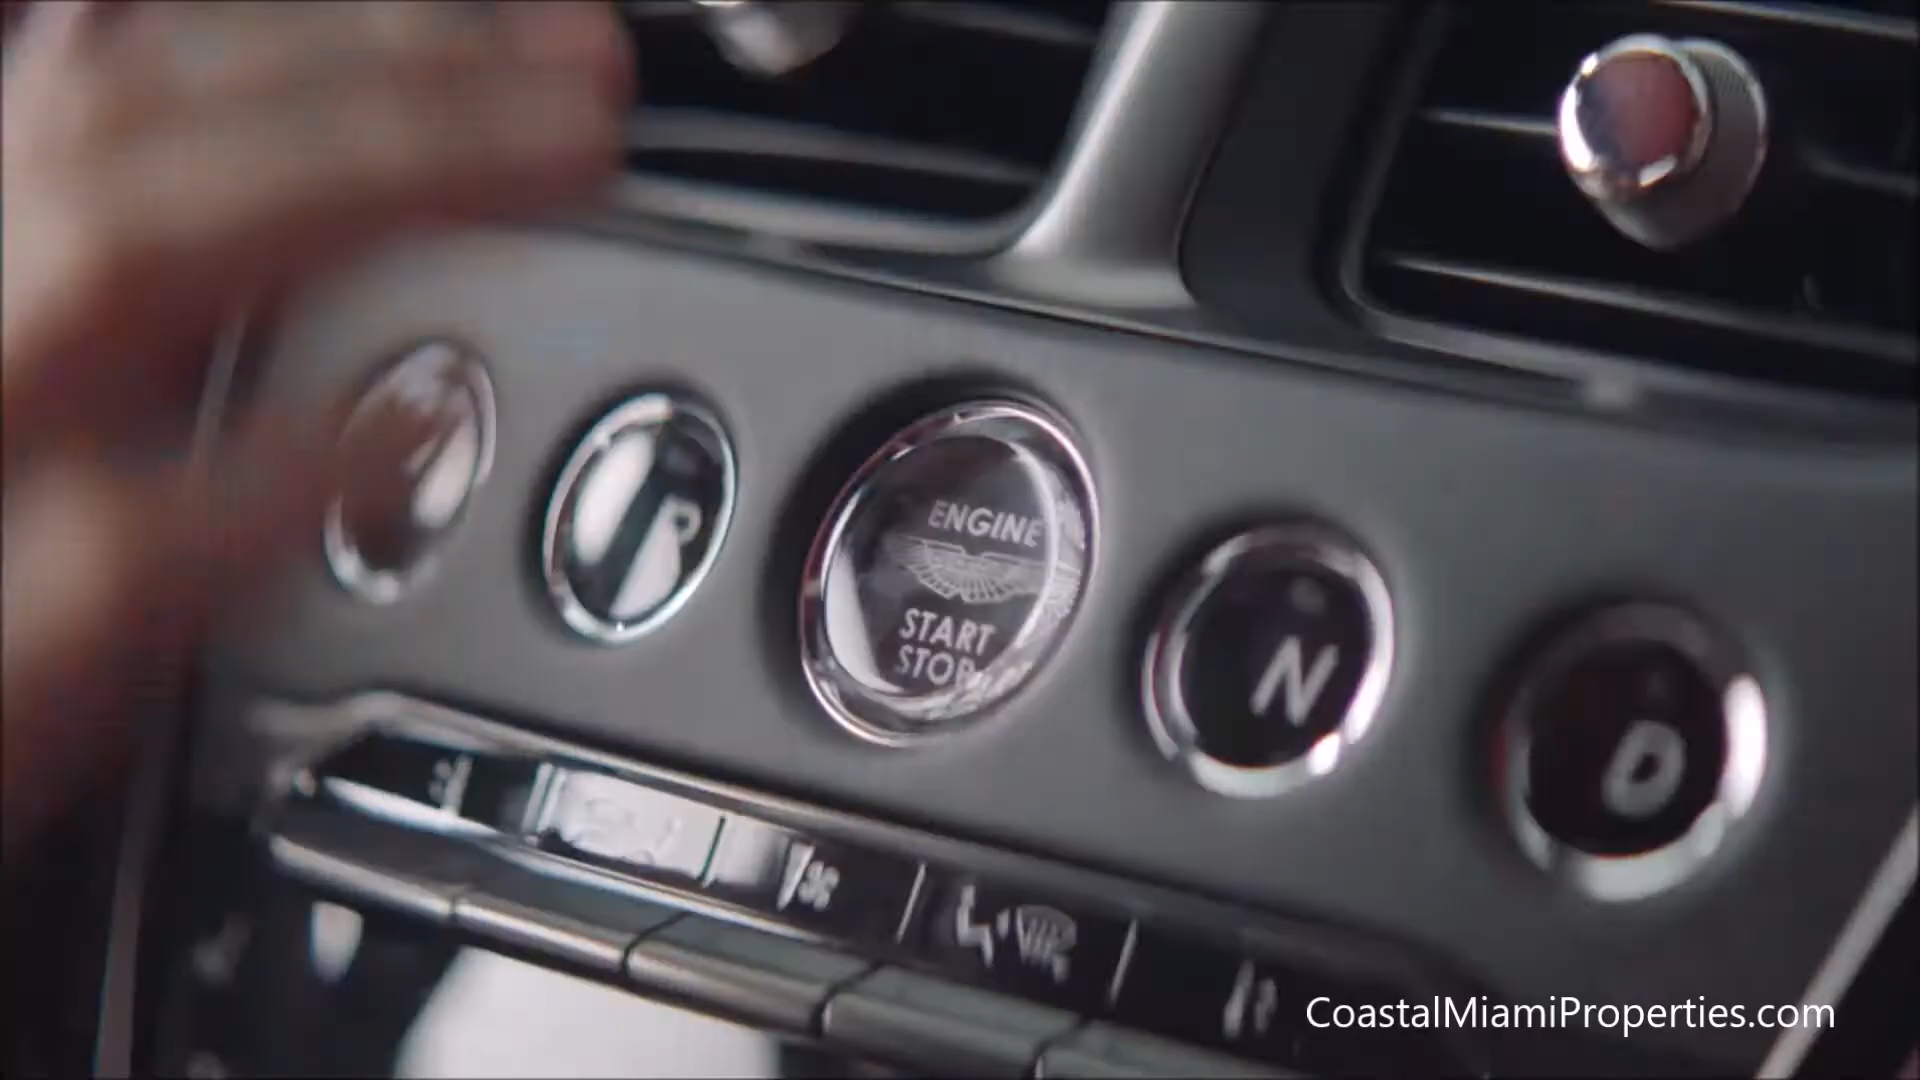 ENGINE
START
STOP
N
D
CoastalMiamiProperties.com